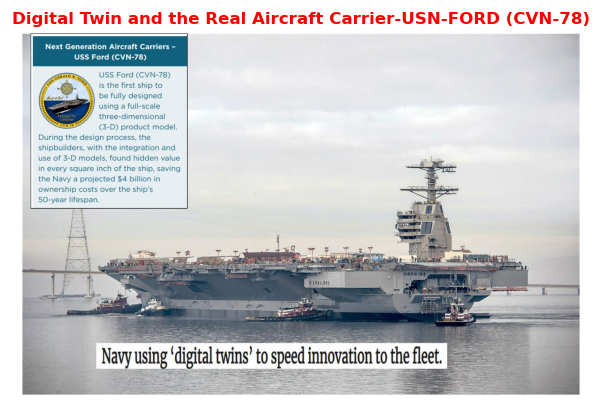 Digital Twin and the Real Aircraft Carrier-USN-FORD (CVN-78)
Next Generation Aircraft Carriers –
USS Ford (CVN-78)
USS Ford (CVN-78)
is the first ship to
be fully designed
using a full-scale
three-dimensional
(3-D) product model.
During the design process, the
shipbuilders, with the integration and
use of 3-D models, found hidden value
in every square inch of the ship, saving
the Navy a projected $4 billion in
ownership costs over the ship's
50-year lifespan.
Navy using ‘digital twins’ to speed innovation to the fleet.